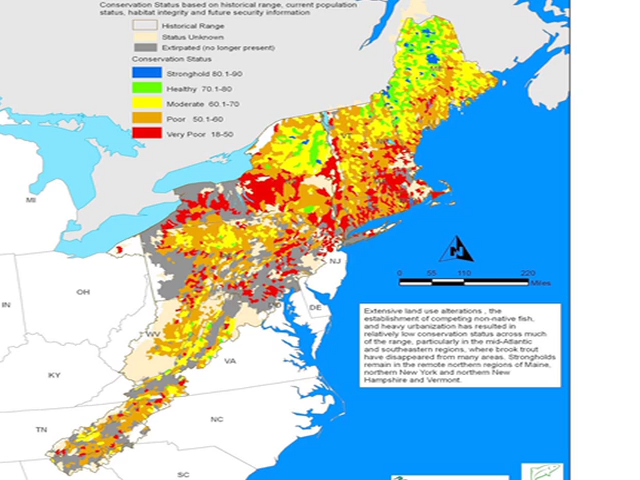 Conservation Status based on historical range, current population
status, habitat integrity and future security information
Historical Range
Status Unknown
Extirpated (no longer present)
Conservation Status
Stronghold 80.1-90
Healthy 70.1-80
Moderate 60.1-70
Poor 50.1-60
Very Poor 18-50
MI
NJ
IN
OH
DE
WV
VA
KY
NC
TN
SC
N
0 55 110 220
Miles
Extensive land use alterations , the
establishment of competing non-native fish,
and heavy urbanization has resulted in
relatively low conservation status across much
of the range, particularly in the mid-Atlantic
and southeastern regions, where brook trout
have disappeared from many areas. Strongholds
remain in the remote northern regions of Maine,
northern New York and northern New
Hampshire and Vermont.